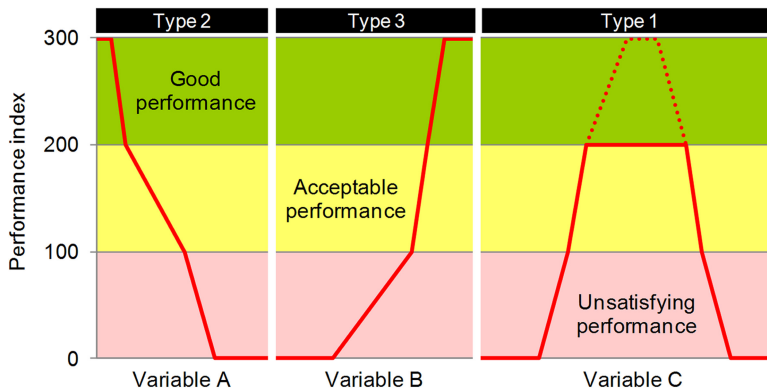 Type 2
Type 3
Type 1
Performance index
300
200
100
0
Good
performance
Acceptable
performance
Unsatisfying
performance
Variable A
Variable B
Variable C